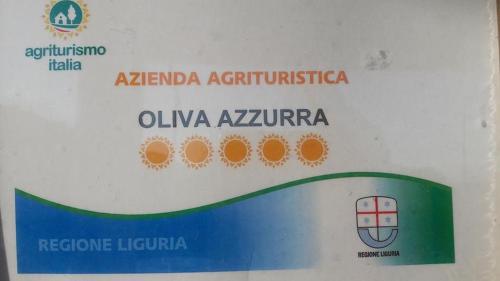 agriturismo
italia
AZIENDA AGRITURISTICA
OLIVA AZZURRA
REGIONE LIGURIA
REGIONE LIGURIA